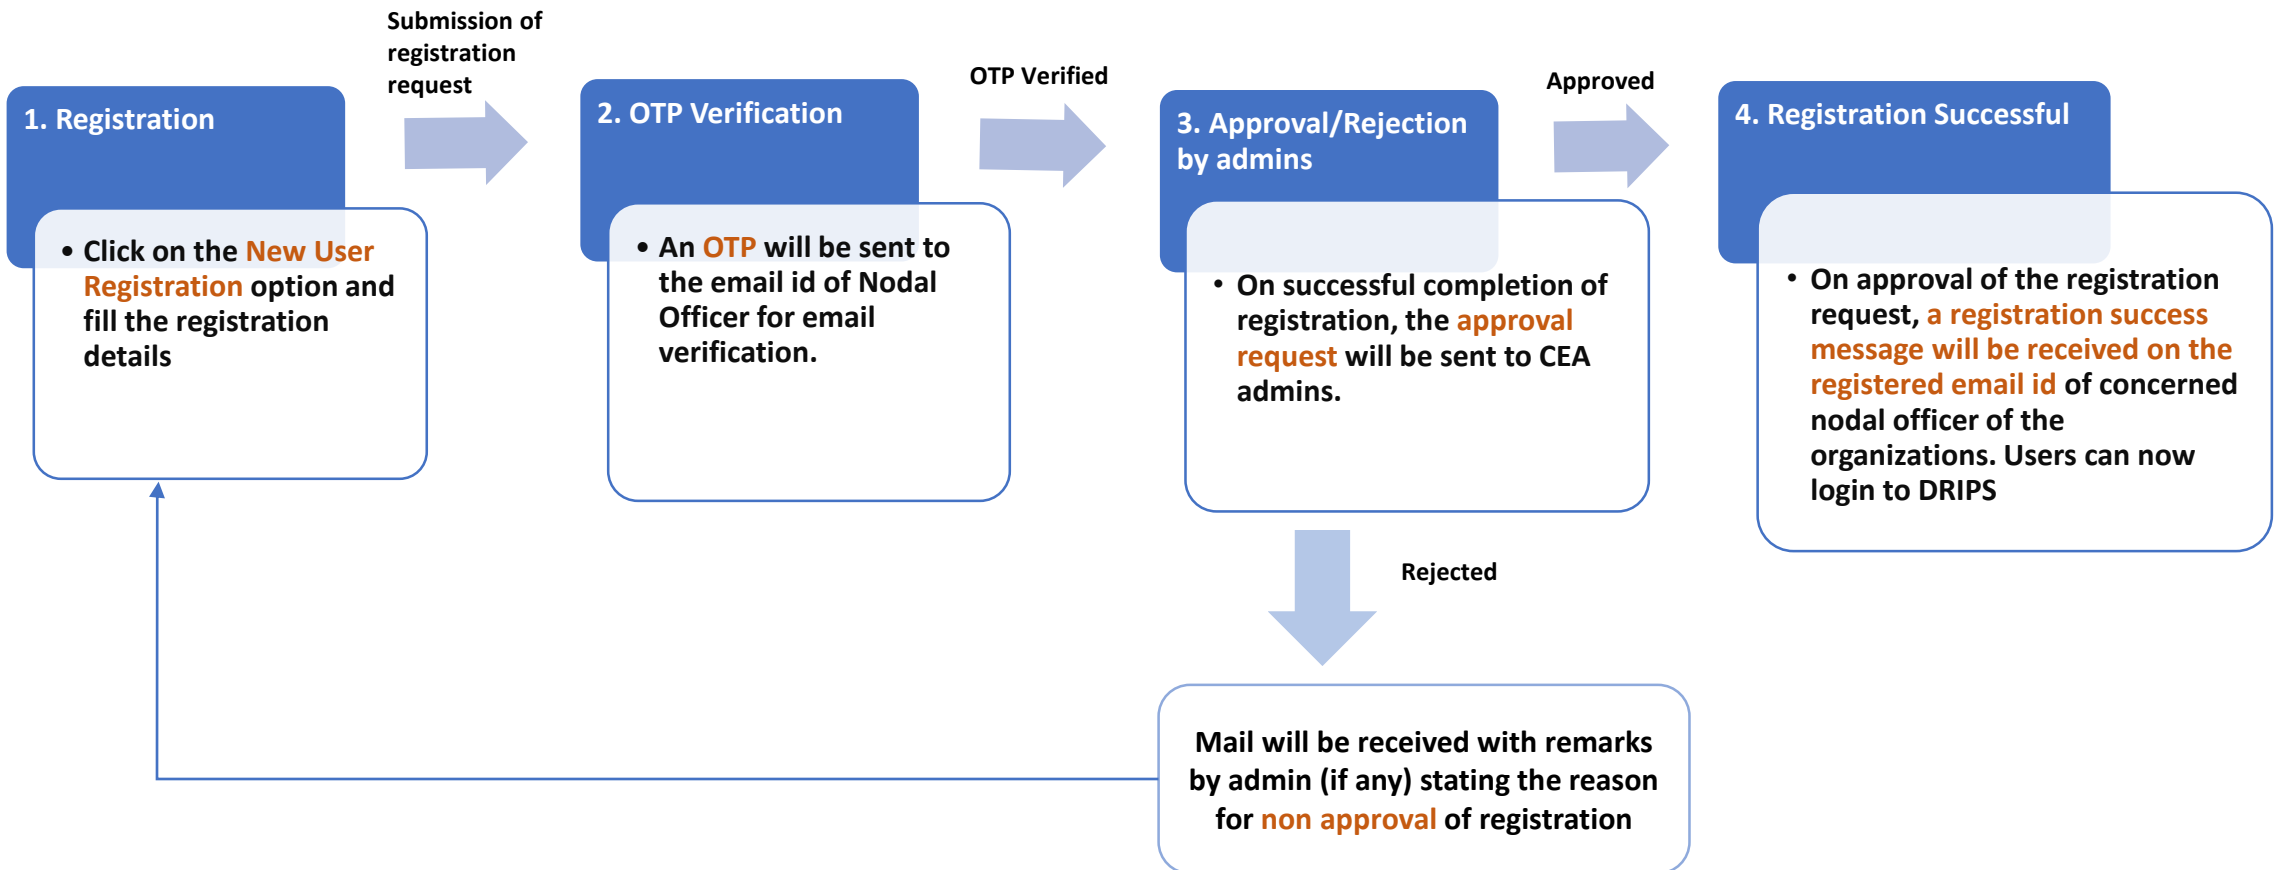 Submission of
registration
request
1. Registration
• Click on the New User
Registration option and
fill the registration
details
2. OTP Verification
• An OTP will be sent to
the email id of Nodal
Officer for email
verification.
OTP Verified
3. Approval/Rejection
by admins
• On successful completion of
registration, the approval
request will be sent to CEA
admins.
Approved
4. Registration Successful
• On approval of the registration
request, a registration success
message will be received on the
registered email id of concerned
nodal officer of the
organizations. Users can now
login to DRIPS
Rejected
Mail will be received with remarks
by admin (if any) stating the reason
for non approval of registration